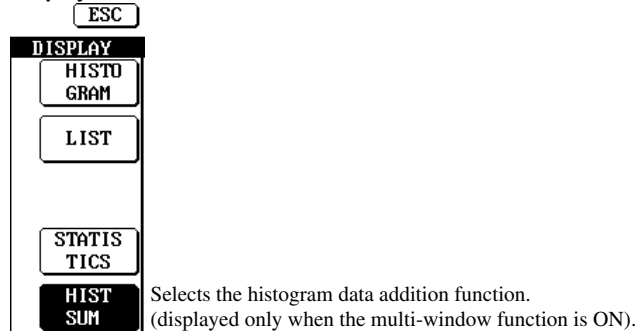 ESC
DISPLAY
HISTO
GRAM
LIST
STATIS
TICS
HIST
SUM
Selects the histogram data addition function.
(displayed only when the multi-window function is ON).